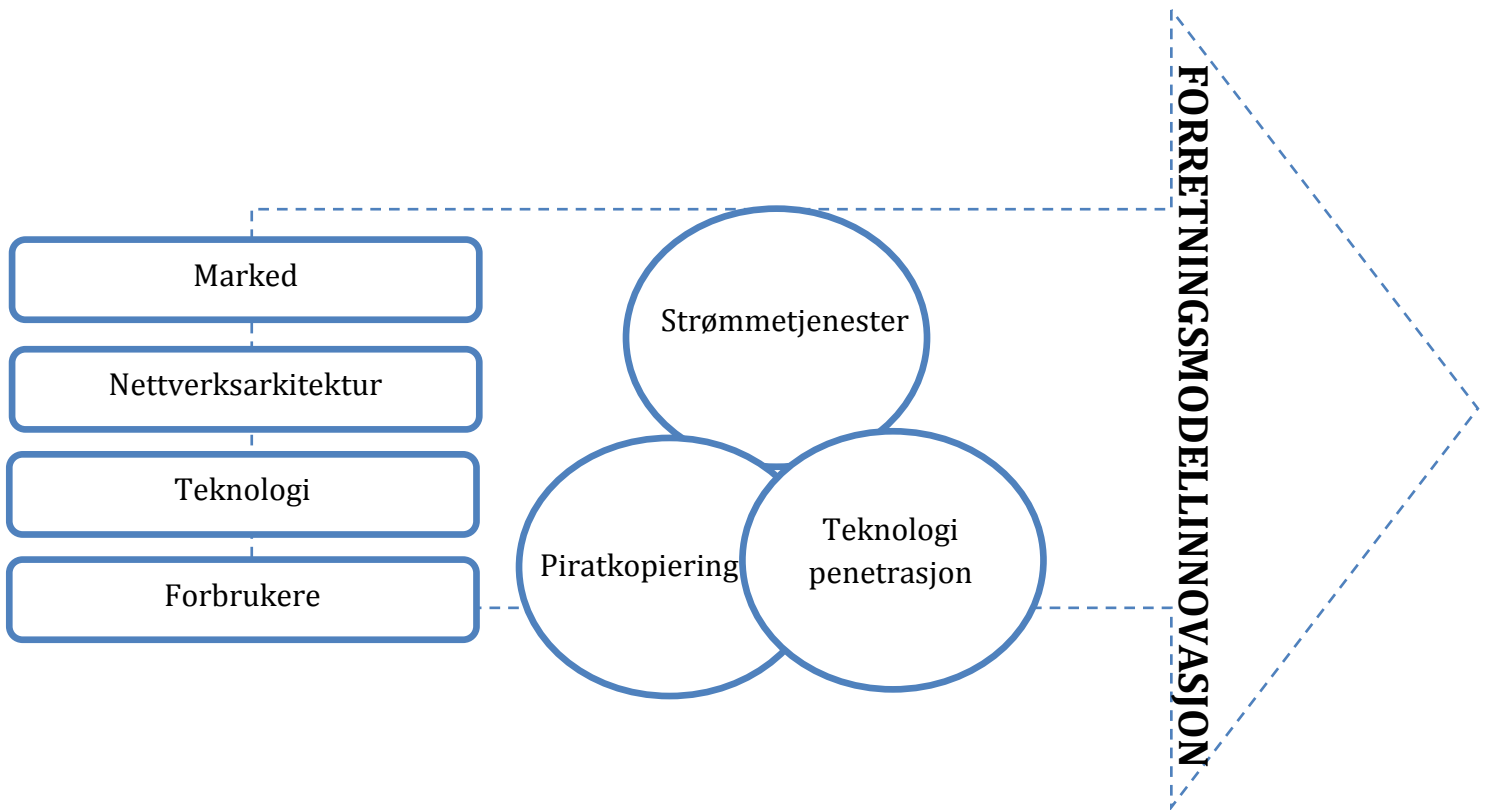 Marked
Nettverksarkitektur
Teknologi
Forbrukere
Strømmetjenester
Piratkopiering
Teknologi
penetrasjon
FORRETNINGSMODELLINNOVASJON